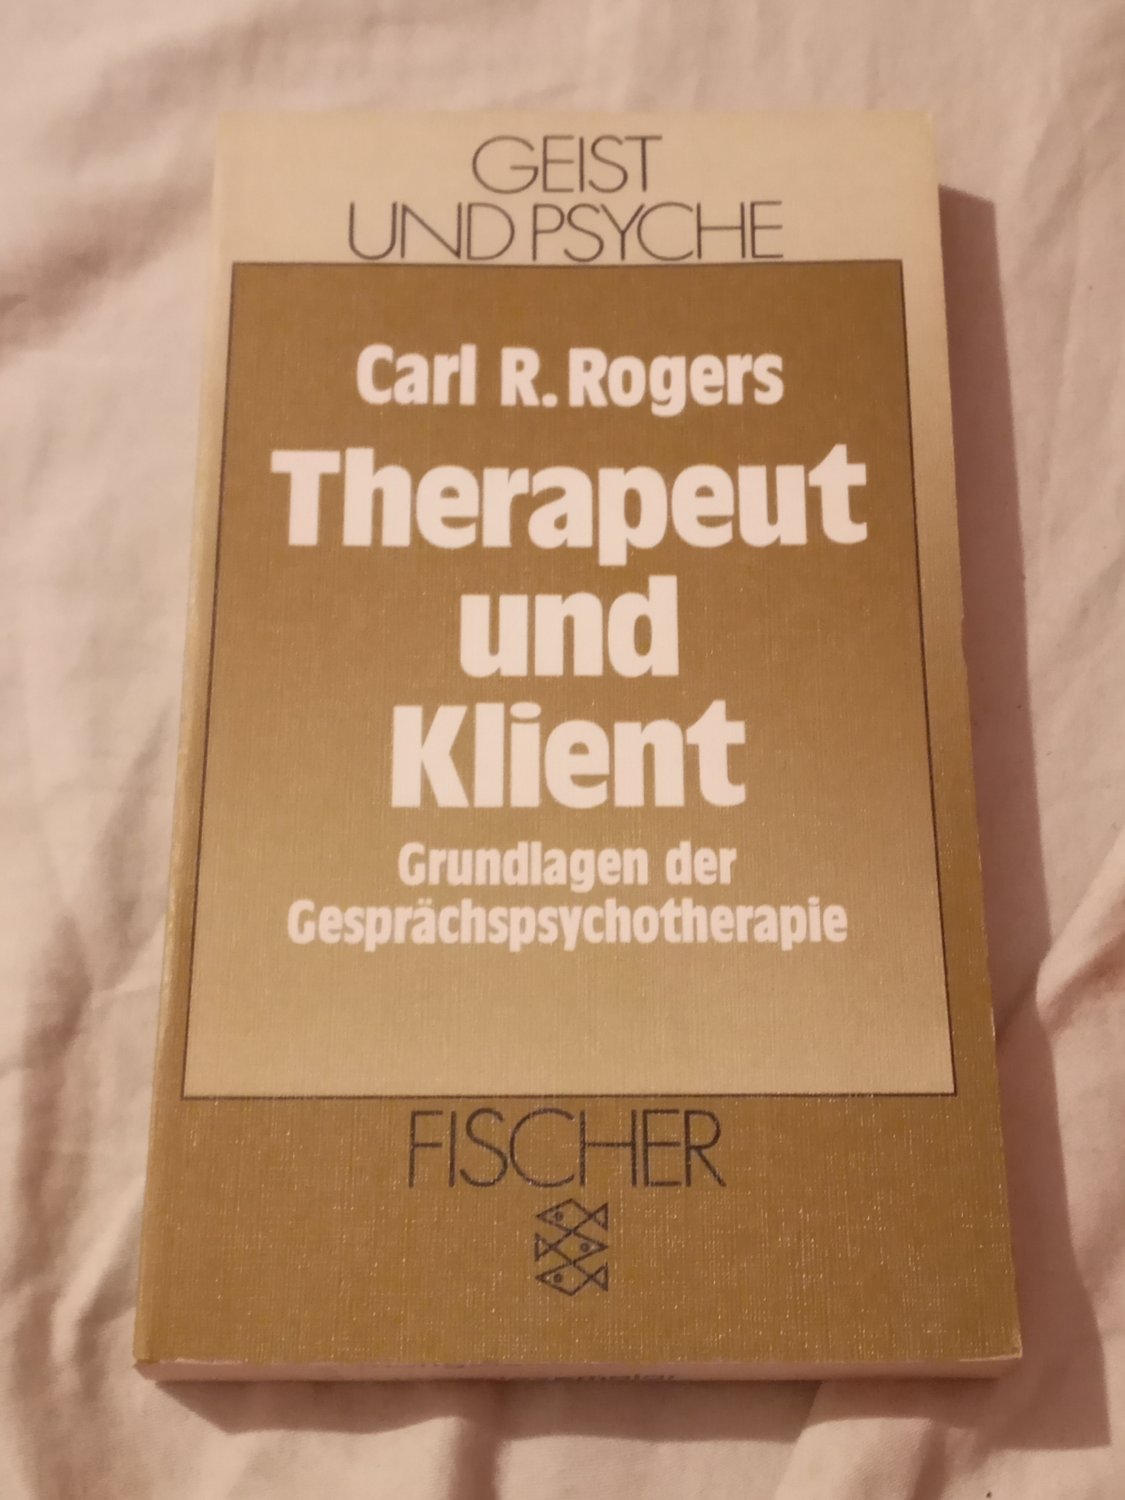 GEIST
UND PSYCHE
Carl R. Rogers
Therapeut
und
Klient
Grundlagen der
Gesprächspsychotherapie
FISCHER